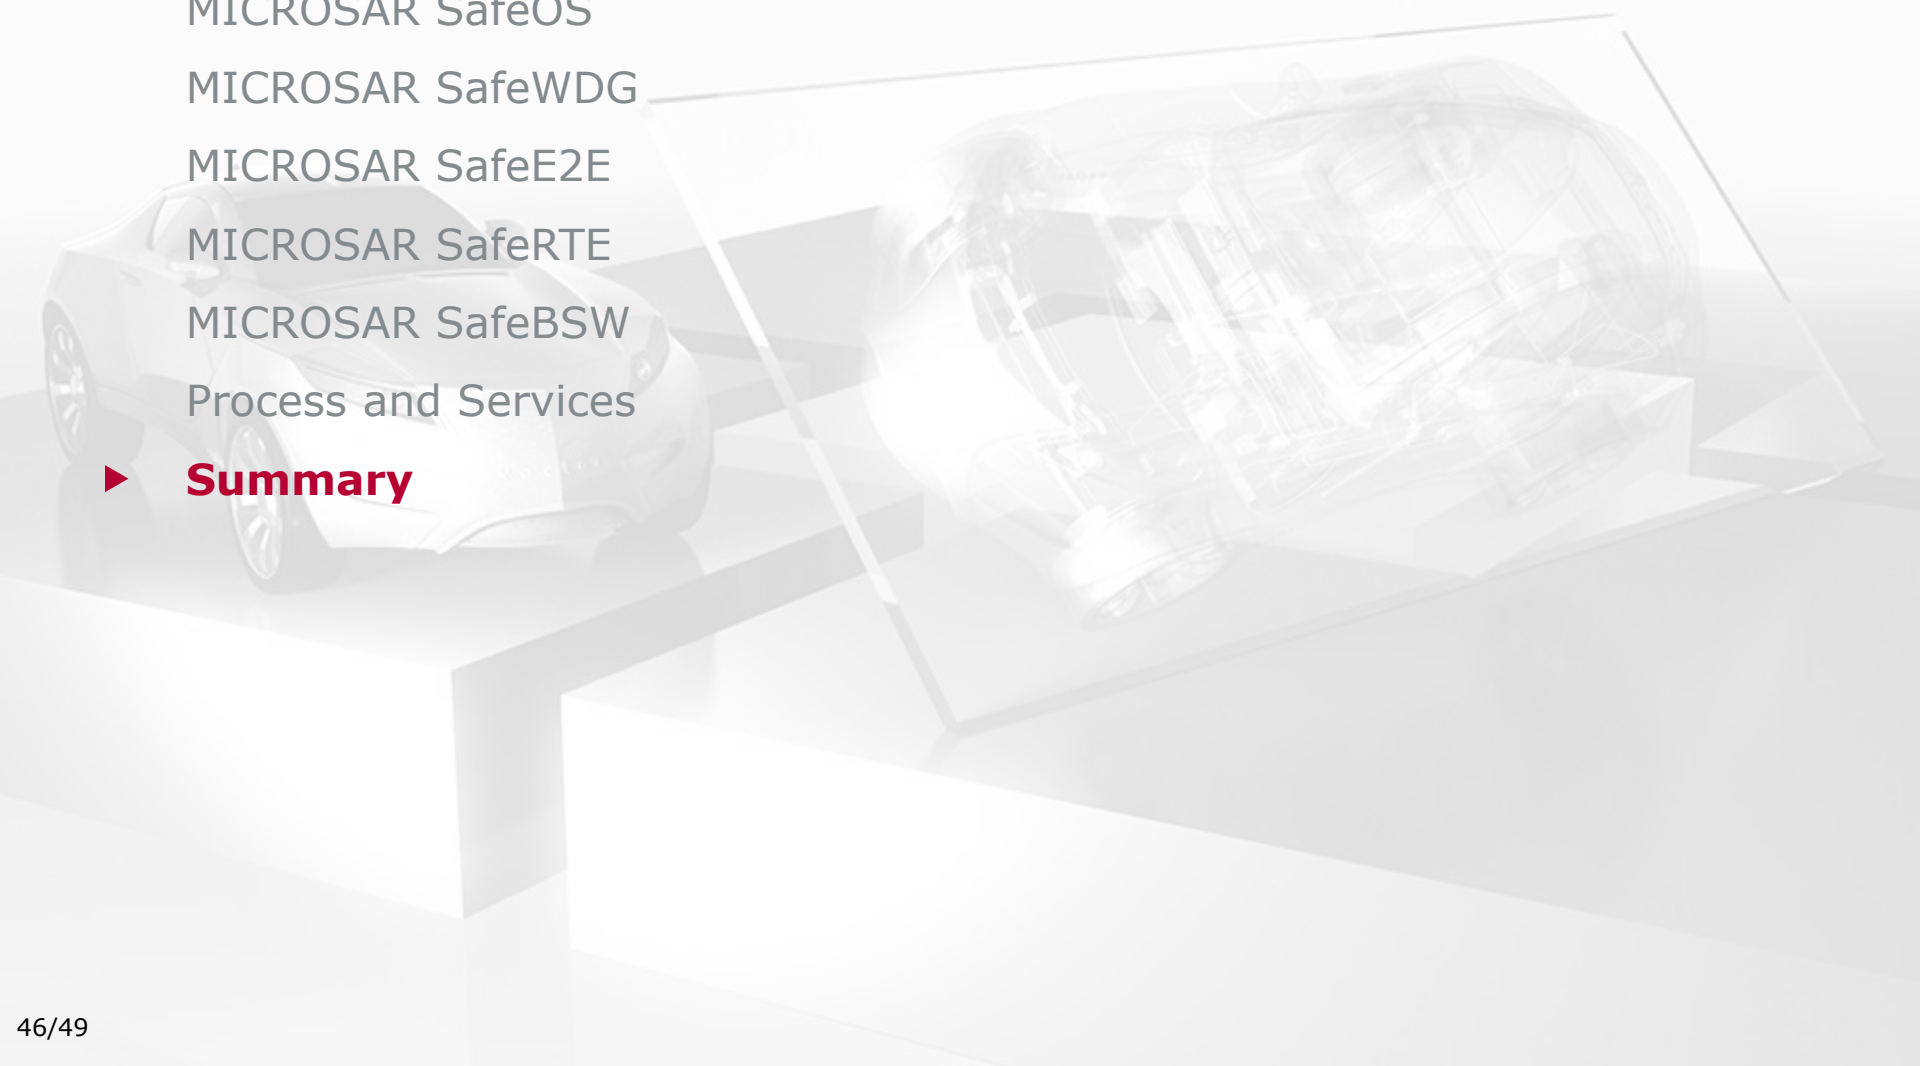 MICROSAR SafeOS
MICROSAR SafeWDG
MICROSAR SafeE2E
MICROSAR SafeRTE
MICROSAR SafeBSW
Process and Services
Summary
46/49